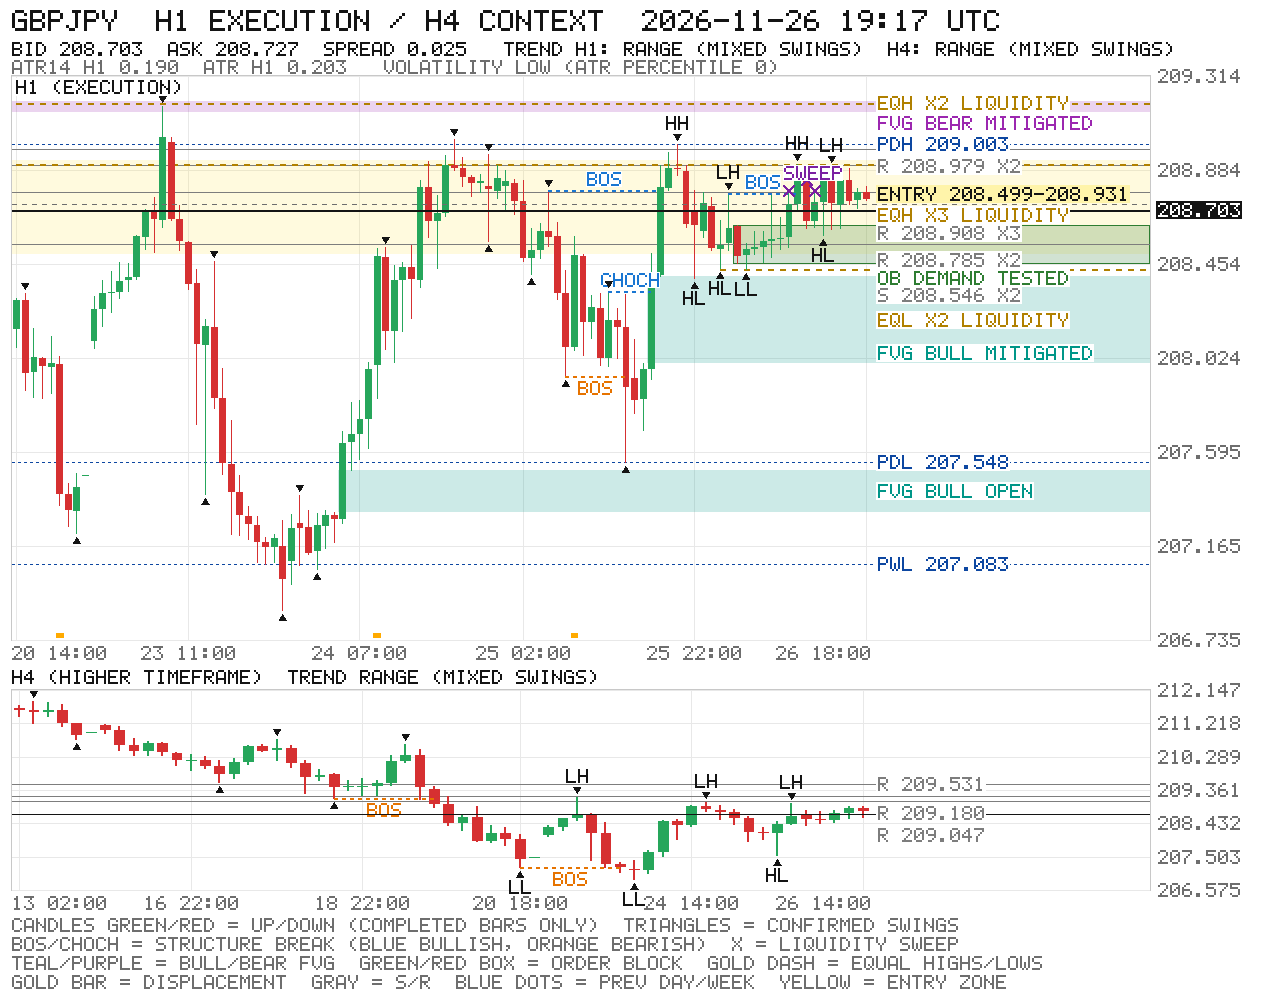 GBPJPY  H1 EXECUTION / H4 CONTEXT  2026-11-26 19:17 UTC
BID 208.703  ASK 208.727  SPREAD 0.025  TREND H1: RANGE (MIXED SWINGS)  H4: RANGE (MIXED SWINGS)
ATR14 H1 0.190  ATR H1 0.203  VOLATILITY LOW (ATR PERCENTILE 0)
H1 (EXECUTION)
209.314
EQH X2 LIQUIDITY
FVG BEAR MITIGATED
HH
HH
LH
PDH 209.003
R 208.979 X2
208.884
LH
BOS
BOS
SWEEP
ENTRY 208.499-208.931
208.703
EQH X3 LIQUIDITY
R 208.908 X3
HL
R 208.785 X2
208.454
CHOCH
HL
HL
LL
OB DEMAND TESTED
S 208.546 X2
EQL X2 LIQUIDITY
FVG BULL MITIGATED
208.024
BOS
207.595
PDL 207.548
FVG BULL OPEN
207.165
PWL 207.083
206.735
20 14:00
23 11:00
24 07:00
25 02:00
25 22:00
26 18:00
H4 (HIGHER TIMEFRAME)  TREND RANGE (MIXED SWINGS)
212.147
211.218
210.289
LH
LH
LH
R 209.531
209.361
BOS
R 209.180
208.432
R 209.047
207.503
LL
BOS
HL
206.575
LL
13 02:00
16 22:00
18 22:00
20 18:00
24 14:00
26 14:00
CANDLES GREEN/RED = UP/DOWN (COMPLETED BARS ONLY)  TRIANGLES = CONFIRMED SWINGS
BOS/CHOCH = STRUCTURE BREAK (BLUE BULLISH, ORANGE BEARISH)  X = LIQUIDITY SWEEP
TEAL/PURPLE = BULL/BEAR FVG  GREEN/RED BOX = ORDER BLOCK  GOLD DASH = EQUAL HIGHS/LOWS
GOLD BAR = DISPLACEMENT  GRAY = S/R  BLUE DOTS = PREV DAY/WEEK  YELLOW = ENTRY ZONE